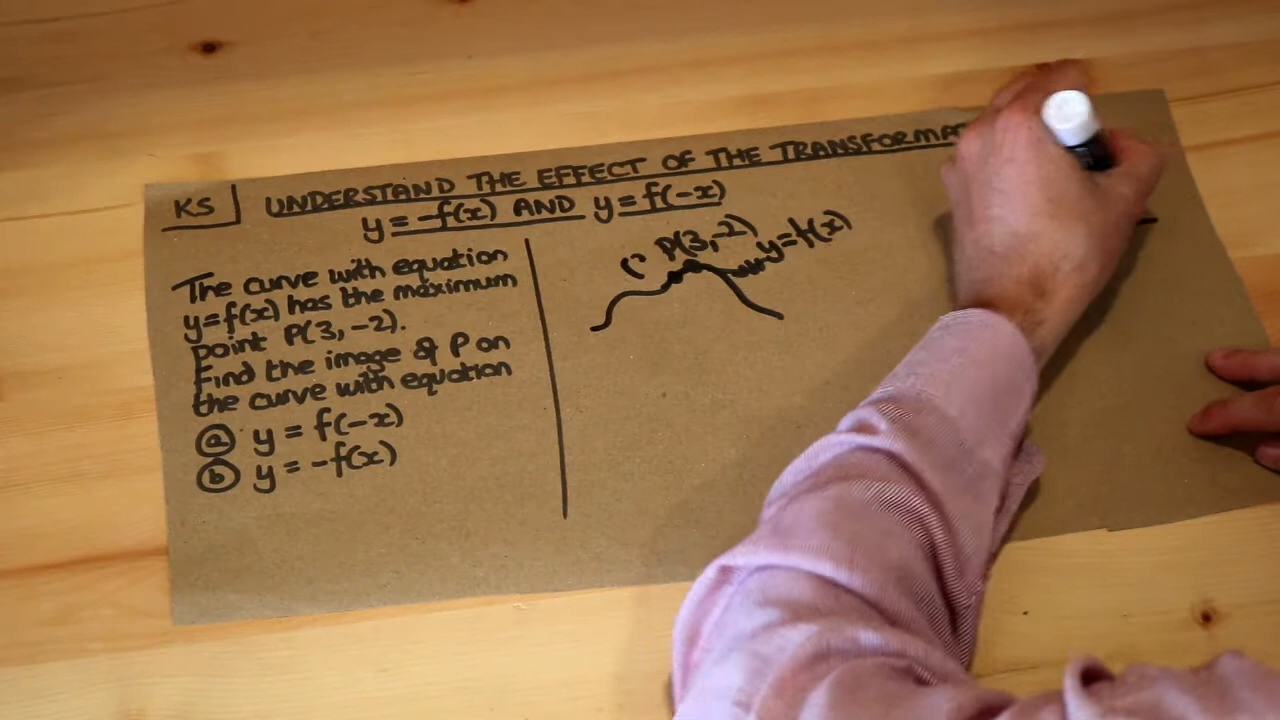 KS UNDERSTAND THE EFFECT OF THE TRANSFORMAT
y = -f(x) AND y = f(-x)
The curve with equation
y=f(x) has the maximum
point P(3, -2).
Find the image of P on
the curve with equation
(a) y = f(-x)
(b) y = -f(x)
P(3,-2)
y=f(x)